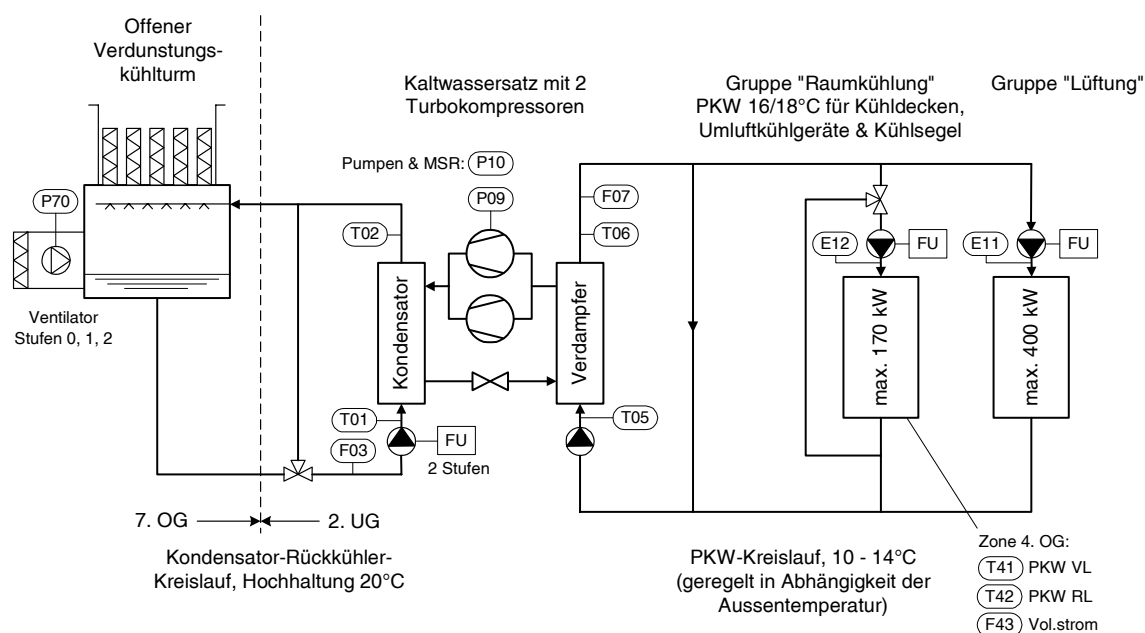 Offener
Verdunstungs-
kühlturm
Kaltwassersatz mit 2
Turbokompressoren
Gruppe "Raumkühlung"
PKW 16/18°C für Kühldecken,
Umluftkühlgeräte & Kühlsegel
Gruppe "Lüftung"
Pumpen & MSR: P10
P09
P70
T02
F07
T06
E12
FU
E11
FU
Ventilator
Stufen 0, 1, 2
Kondensator
Verdampfer
max. 170 kW
max. 400 kW
T01
T05
F03
FU
2 Stufen
7. OG
2. UG
Kondensator-Rückkühler-
Kreislauf, Hochhaltung 20°C
PKW-Kreislauf, 10 - 14°C
(geregelt in Abhängigkeit der
Aussentemperatur)
Zone 4. OG:
T41 PKW VL
T42 PKW RL
F43 Vol.strom